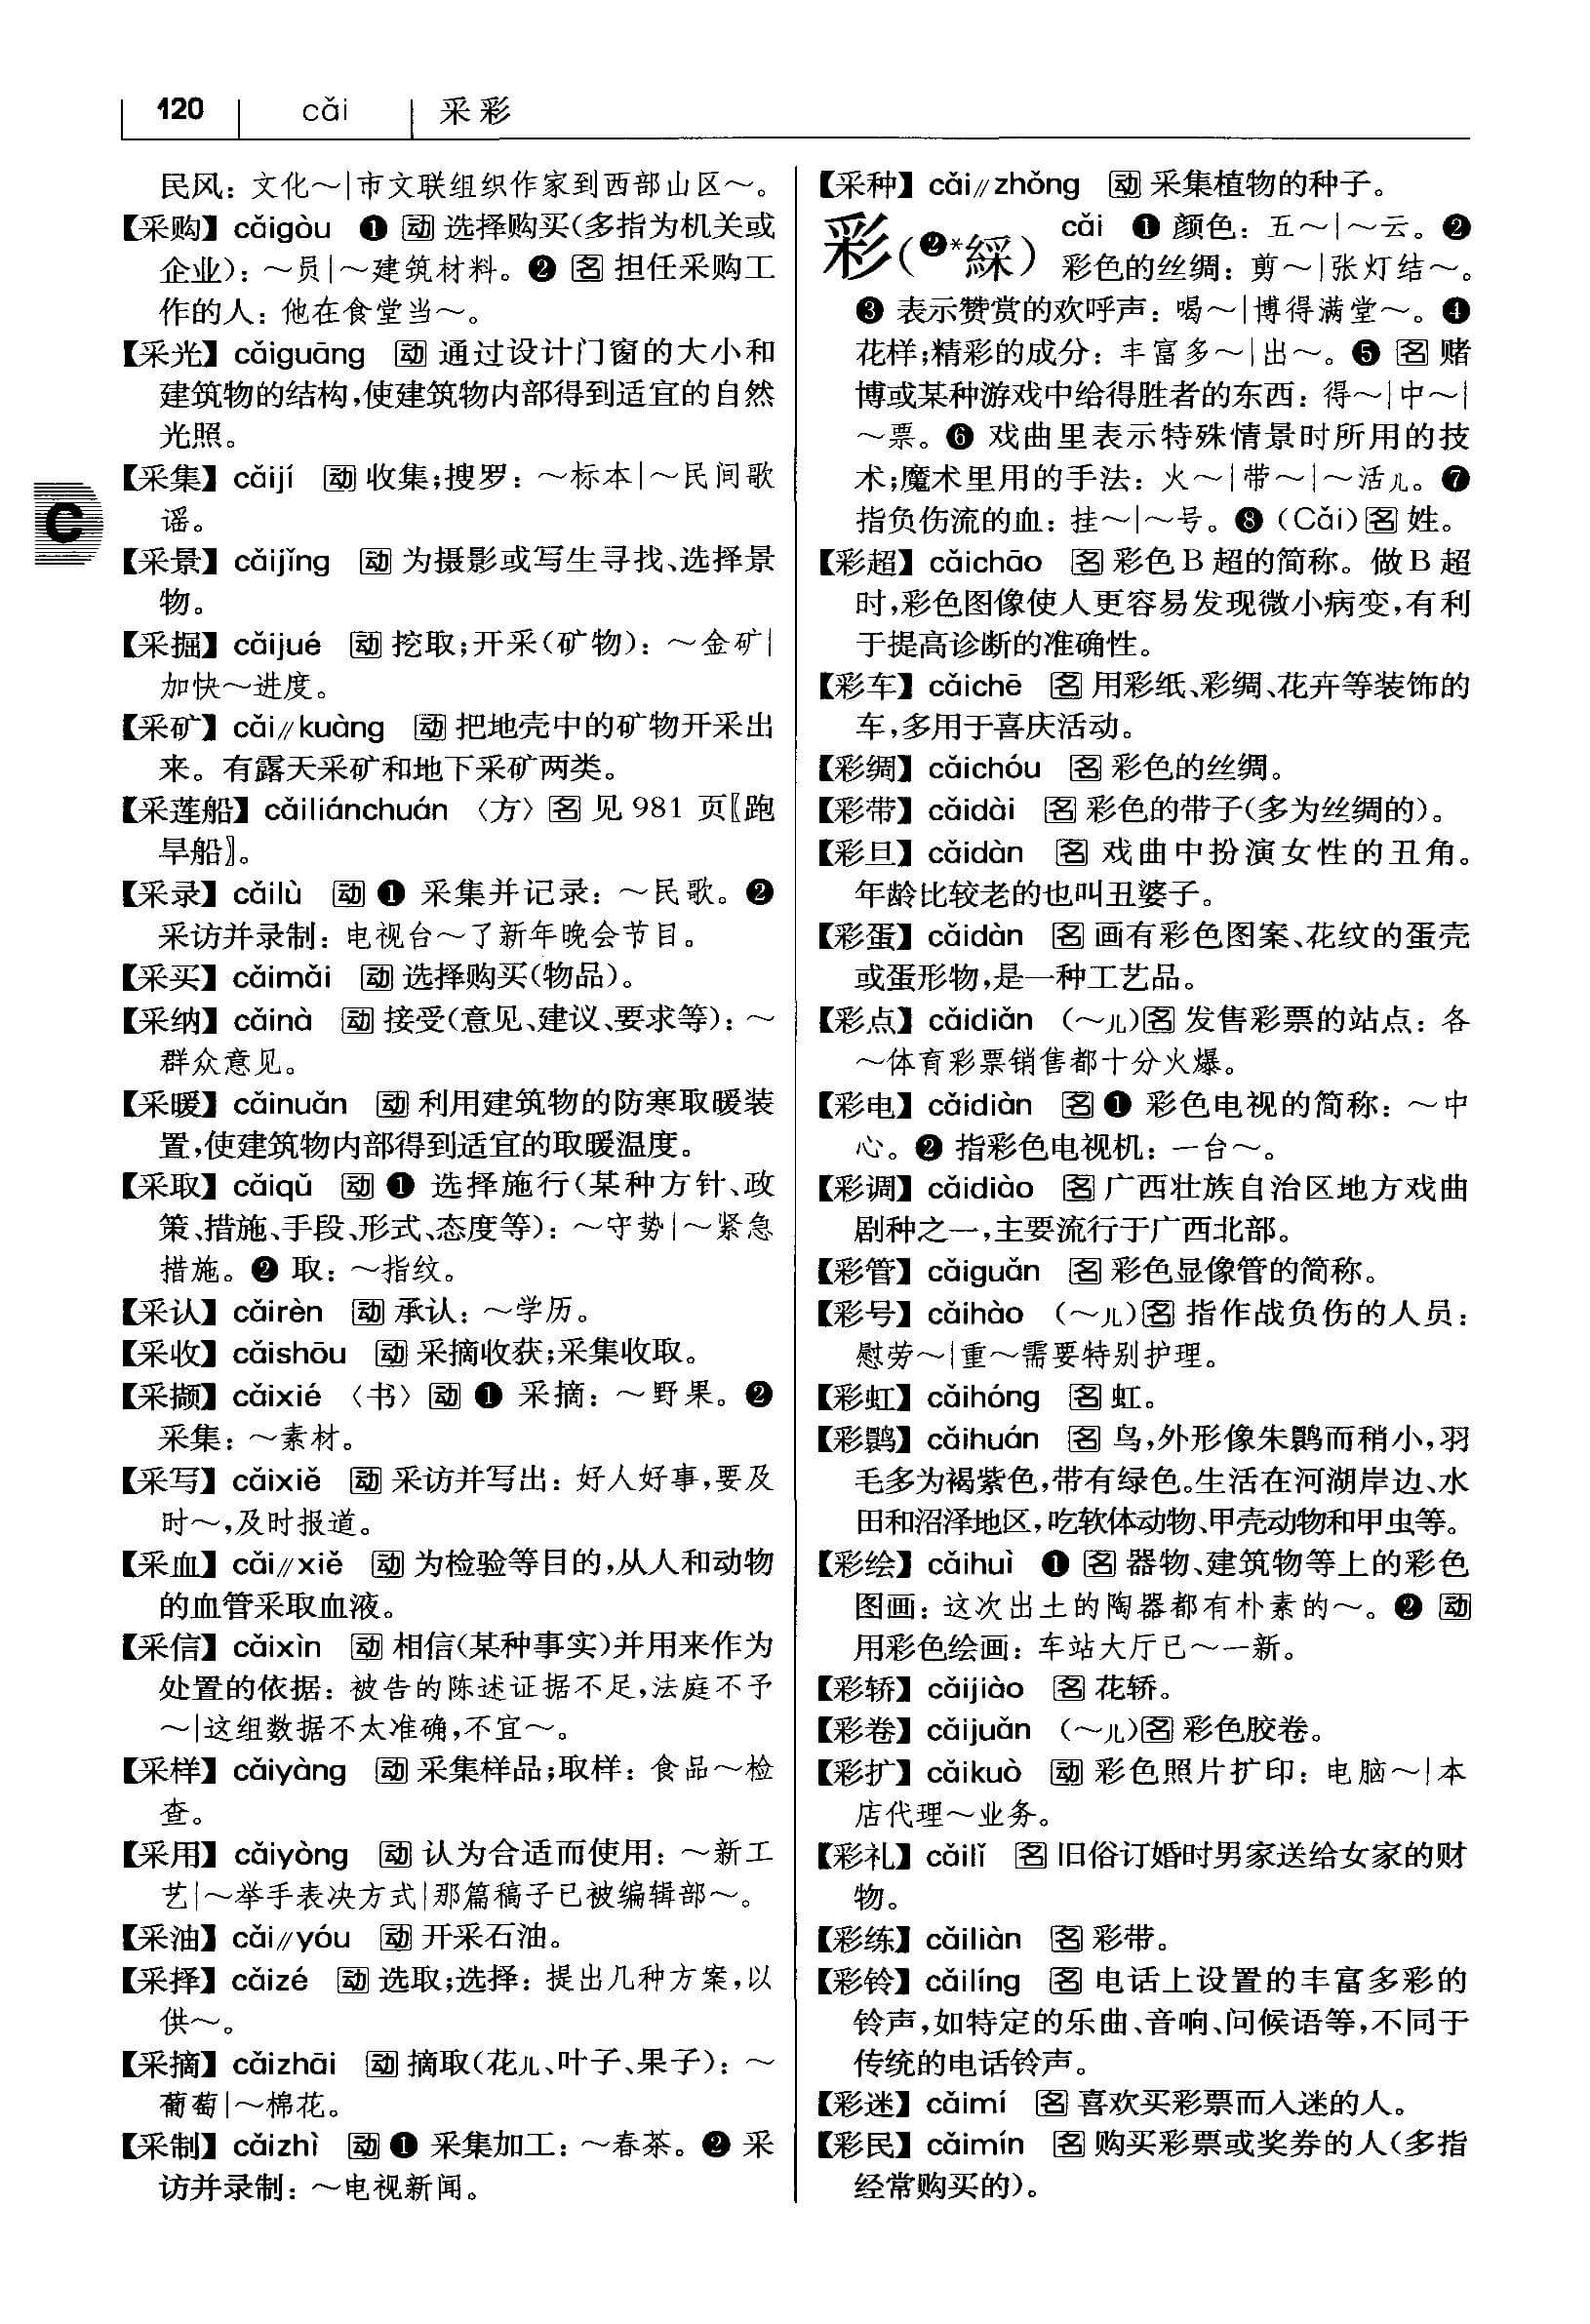 120 cǎi 采彩
民风：文化～|市文联组织作家到西部山区～。
【采购】cǎigòu ❶ 动 选择购买(多指为机关或
企业)：～员|～建筑材料。❷ 名 担任采购工
作的人：他在食堂当～。
【采光】cǎiguāng 动 通过设计门窗的大小和
建筑物的结构,使建筑物内部得到适宜的自然
光照。
【采集】cǎijí 动 收集;搜罗：～标本|～民间歌
谣。
【采景】cǎijǐng 动 为摄影或写生寻找、选择景
物。
【采掘】cǎijué 动 挖取;开采(矿物)：～金矿|
加快～进度。
【采矿】cǎi//kuàng 动 把地壳中的矿物开采出
来。有露天采矿和地下采矿两类。
【采莲船】cǎiliánchuán 〈方〉名 见 981 页〖跑
旱船〗。
【采录】cǎilù 动 ❶ 采集并记录：～民歌。❷
采访并录制：电视台～了新年晚会节目。
【采买】cǎimǎi 动 选择购买(物品)。
【采纳】cǎinà 动 接受(意见、建议、要求等)：～
群众意见。
【采暖】cǎinuǎn 动 利用建筑物的防寒取暖装
置,使建筑物内部得到适宜的取暖温度。
【采取】cǎiqǔ 动 ❶ 选择施行(某种方针、政
策、措施、手段、形式、态度等)：～守势|～紧急
措施。❷ 取：～指纹。
【采认】cǎirèn 动 承认：～学历。
【采收】cǎishōu 动 采摘收获;采集收取。
【采撷】cǎixié 〈书〉动 ❶ 采摘：～野果。❷
采集：～素材。
【采写】cǎixiě 动 采访并写出：好人好事,要及
时～,及时报道。
【采血】cǎi//xiě 动 为检验等目的,从人和动物
的血管采取血液。
【采信】cǎixìn 动 相信(某种事实)并用来作为
处置的依据：被告的陈述证据不足,法庭不予
～|这组数据不太准确,不宜～。
【采样】cǎiyàng 动 采集样品;取样：食品～检
查。
【采用】cǎiyòng 动 认为合适而使用：～新工
艺|～举手表决方式|那篇稿子已被编辑部～。
【采油】cǎi//yóu 动 开采石油。
【采择】cǎizé 动 选取;选择：提出几种方案,以
供～。
【采摘】cǎizhāi 动 摘取(花儿、叶子、果子)：～
葡萄|～棉花。
【采制】cǎizhì 动 ❶ 采集加工：～春茶。❷ 采
访并录制：～电视新闻。
C
【采种】cǎi//zhǒng 动 采集植物的种子。
彩(❷*綵) cǎi ❶ 颜色：五～|～云。❷
彩色的丝绸：剪～|张灯结～。
❸ 表示赞赏的欢呼声：喝～|博得满堂～。❹
花样;精彩的成分：丰富多～|出～。❺ 名 赌
博或某种游戏中给得胜者的东西：得～|中～|
～票。❻ 戏曲里表示特殊情景时所用的技
术;魔术里用的手法：火～|带～|～活儿。❼
指负伤流的血：挂～|～号。❽ (Cǎi)名 姓。
【彩超】cǎichāo 名 彩色 B 超的简称。做 B 超
时,彩色图像使人更容易发现微小病变,有利
于提高诊断的准确性。
【彩车】cǎichē 名 用彩纸、彩绸、花卉等装饰的
车,多用于喜庆活动。
【彩绸】cǎichóu 名 彩色的丝绸。
【彩带】cǎidài 名 彩色的带子(多为丝绸的)。
【彩旦】cǎidàn 名 戏曲中扮演女性的丑角。
年龄比较老的也叫丑婆子。
【彩蛋】cǎidàn 名 画有彩色图案、花纹的蛋壳
或蛋形物,是一种工艺品。
【彩点】cǎidiǎn (～儿)名 发售彩票的站点：各
～体育彩票销售都十分火爆。
【彩电】cǎidiàn 名 ❶ 彩色电视的简称：～中
心。❷ 指彩色电视机：一台～。
【彩调】cǎidiào 名 广西壮族自治区地方戏曲
剧种之一,主要流行于广西北部。
【彩管】cǎiguǎn 名 彩色显像管的简称。
【彩号】cǎihào (～儿)名 指作战负伤的人员：
慰劳～|重～需要特别护理。
【彩虹】cǎihóng 名 虹。
【彩鹮】cǎihuán 名 鸟,外形像朱鹮而稍小,羽
毛多为褐紫色,带有绿色。生活在河湖岸边、水
田和沼泽地区,吃软体动物、甲壳动物和甲虫等。
【彩绘】cǎihuì ❶ 名 器物、建筑物等上的彩色
图画：这次出土的陶器都有朴素的～。❷ 动
用彩色绘画：车站大厅已～一新。
【彩轿】cǎijiào 名 花轿。
【彩卷】cǎijuǎn (～儿)名 彩色胶卷。
【彩扩】cǎikuò 动 彩色照片扩印：电脑～|本
店代理～业务。
【彩礼】cǎilǐ 名 旧俗订婚时男家送给女家的财
物。
【彩练】cǎiliàn 名 彩带。
【彩铃】cǎilíng 名 电话上设置的丰富多彩的
铃声,如特定的乐曲、音响、问候语等,不同于
传统的电话铃声。
【彩迷】cǎimí 名 喜欢买彩票而入迷的人。
【彩民】cǎimín 名 购买彩票或奖券的人(多指
经常购买的)。